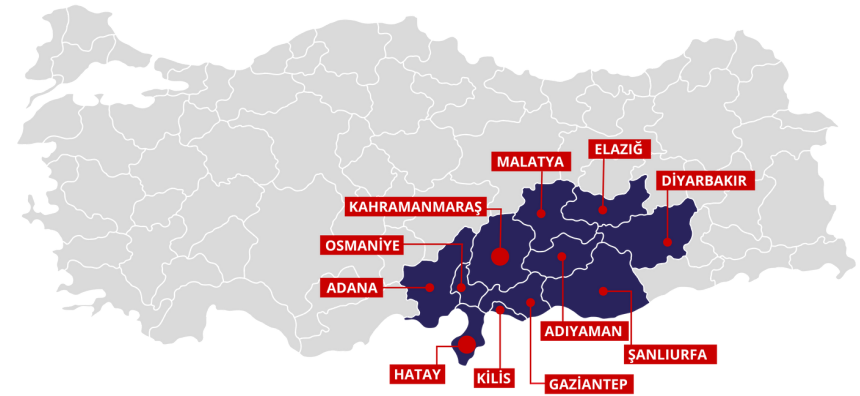 ELAZIĞ
MALATYA
DİYARBAKIR
KAHRAMANMARAŞ
OSMANİYE
ADANA
ADIYAMAN
ŞANLIURFA
HATAY
KİLİS
GAZİANTEP